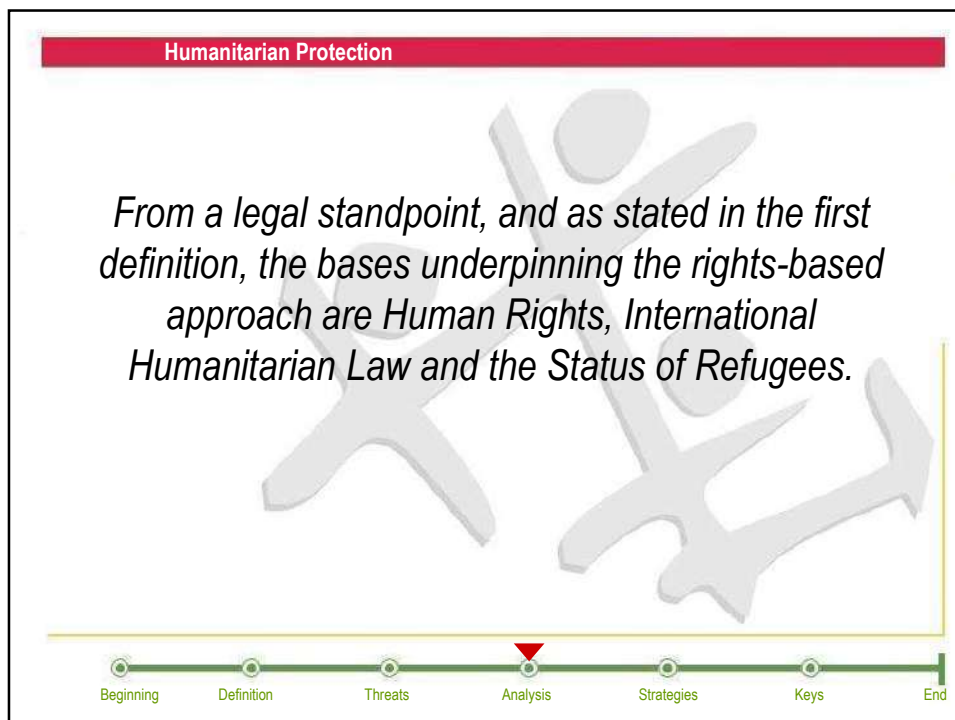 Humanitarian Protection
From a legal standpoint, and as stated in the first
definition, the bases underpinning the rights-based
approach are Human Rights, International
Humanitarian Law and the Status of Refugees.
Beginning Definition Threats Analysis Strategies Keys End